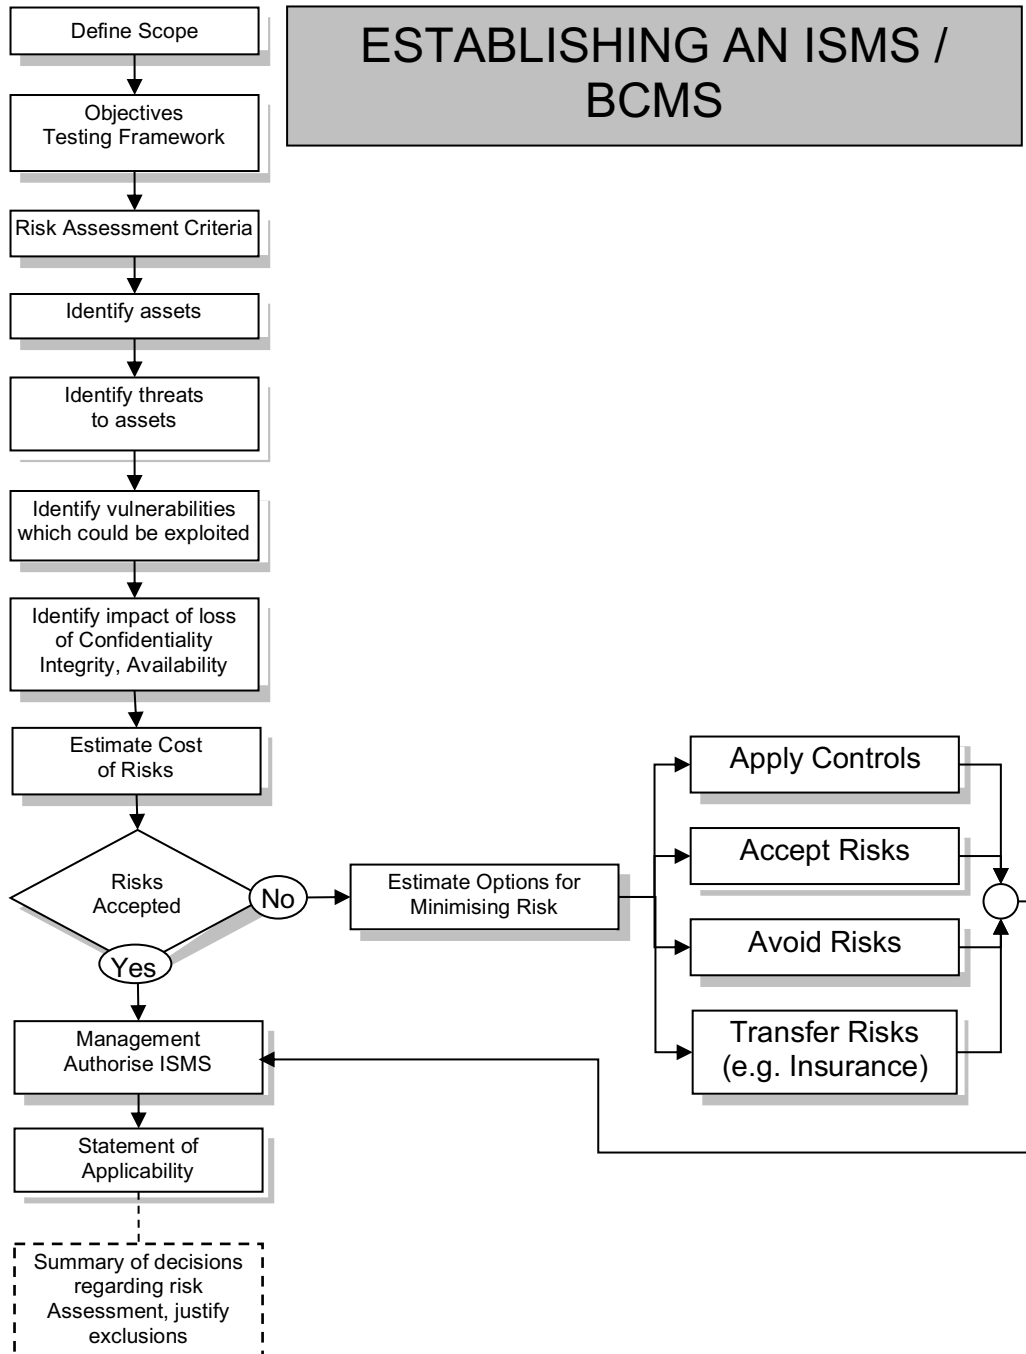 ESTABLISHING AN ISMS /
BCMS
Define Scope
Objectives
Testing Framework
Risk Assessment Criteria
Identify assets
Identify threats
to assets
Identify vulnerabilities
which could be exploited
Identify impact of loss
of Confidentiality
Integrity, Availability
Estimate Cost
of Risks
Risks
Accepted
No
Yes
Estimate Options for
Minimising Risk
Apply Controls
Accept Risks
Avoid Risks
Transfer Risks
(e.g. Insurance)
Management
Authorise ISMS
Statement of
Applicability
Summary of decisions
regarding risk
Assessment, justify
exclusions